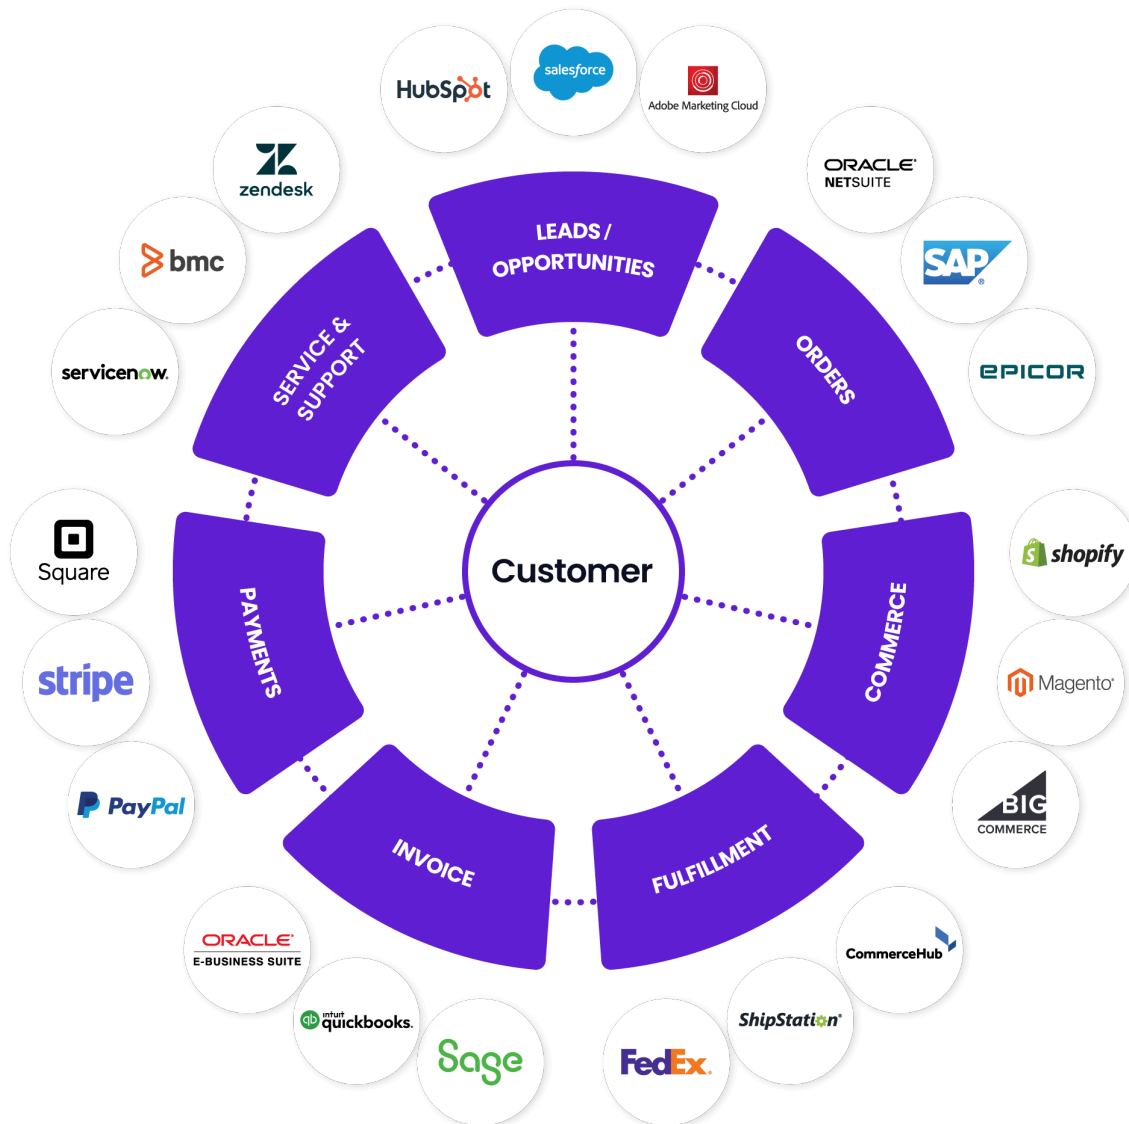 HubSpot
salesforce
Adobe Marketing Cloud
zendesk
ORACLE®
NETSUITE
bmc
SAP®
servicenow.
EPICOR
LEADS /
OPPORTUNITIES
SERVICE &
SUPPORT
ORDERS
Customer
PAYMENTS
COMMERCE
INVOICE
FULFILLMENT
Square
stripe
PayPal
S shopify
Magento®
BIG
COMMERCE
ORACLE®
E-BUSINESS SUITE
qb intuit
quickbooks.
Sage
FedEx®
ShipStation®
CommerceHub